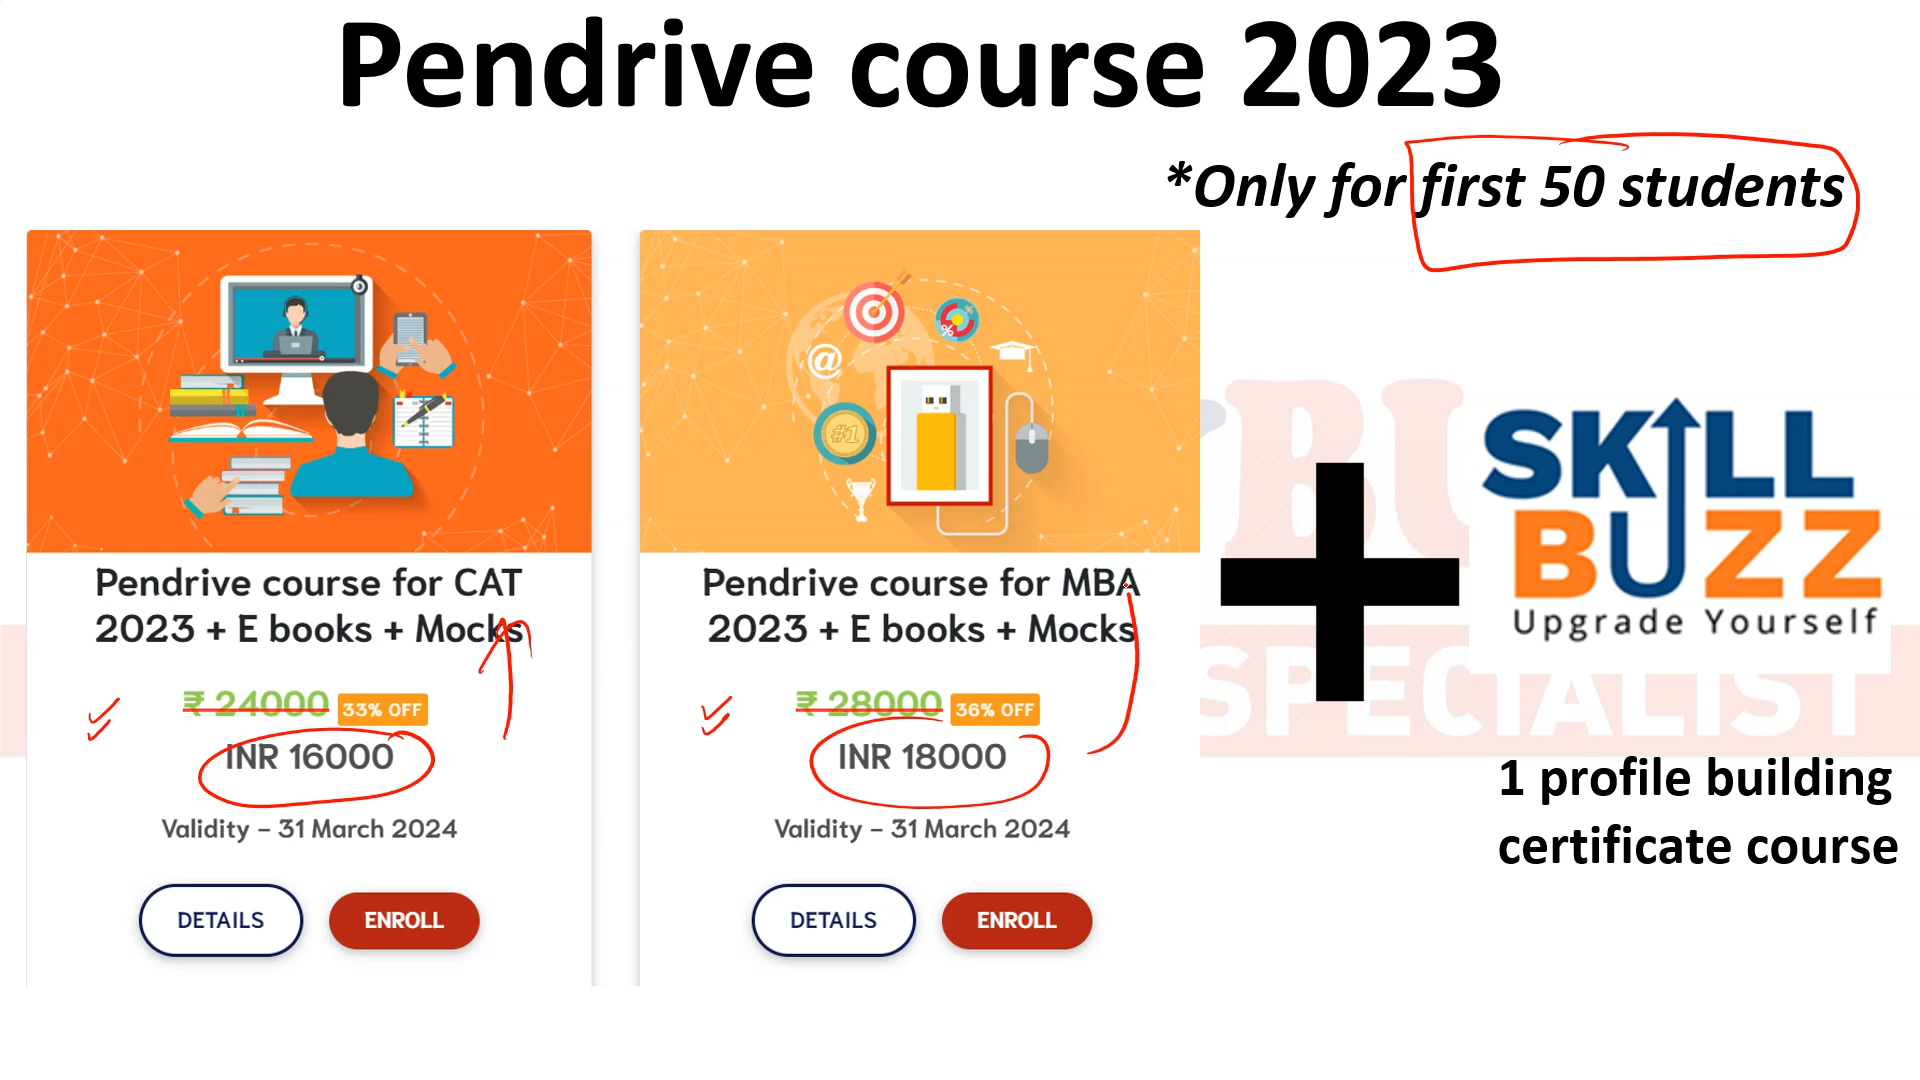 Pendrive course 2023
*Only for first 50 students
@
%
#1
Pendrive course for CAT
2023 + E books + Mocks
₹ 24000 33% OFF
INR 16000
Validity – 31 March 2024
DETAILS ENROLL
Pendrive course for MBA
2023 + E books + Mocks
₹ 28000 36% OFF
INR 18000
Validity – 31 March 2024
DETAILS ENROLL
SKILL
BUZZ
Upgrade Yourself
SPECIALIST
1 profile building
certificate course